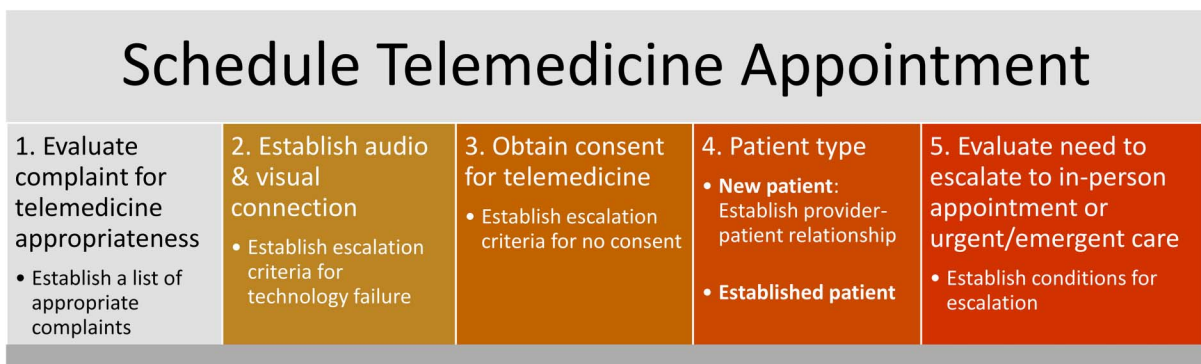 Schedule Telemedicine Appointment
1. Evaluate
complaint for
telemedicine
appropriateness
• Establish a list of
appropriate
complaints
2. Establish audio
& visual
connection
• Establish escalation
criteria for
technology failure
3. Obtain consent
for telemedicine
• Establish escalation
criteria for no consent
4. Patient type
• New patient:
Establish provider-
patient relationship
• Established patient
5. Evaluate need to
escalate to in-person
appointment or
urgent/emergent care
• Establish conditions for
escalation